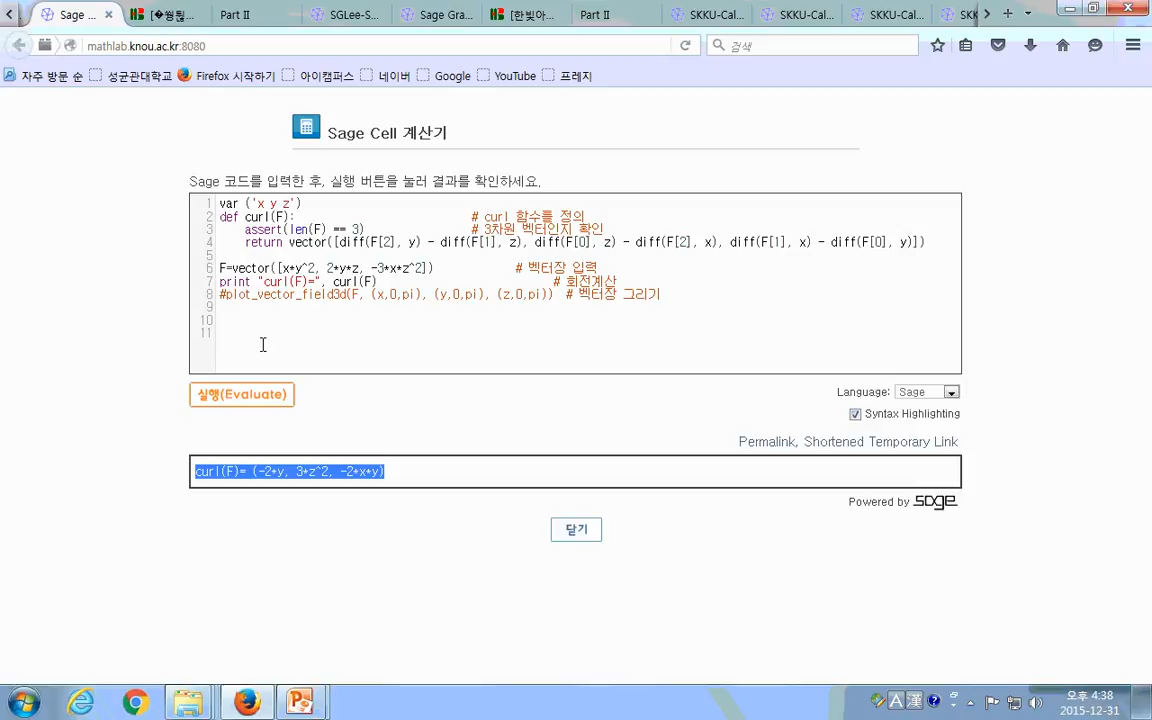 Sage ...
Part II
SGLee-S...
Sage Gra...
[한빛아...
Part II
SKKU-Cal...
SKKU-Cal...
SKKU-Cal...
SKK
mathlab.knou.ac.kr:8080
검색
자주 방문 순
성균관대학교
Firefox 시작하기
아이캠퍼스
네이버
Google
YouTube
프레지
Sage Cell 계산기
Sage 코드를 입력한 후, 실행 버튼을 눌러 결과를 확인하세요.
1 var ('x y z')
2 def curl(F): # curl 함수를 정의
3 assert(len(F) == 3) # 3차원 벡터인지 확인
4 return vector([diff(F[2], y) - diff(F[1], z), diff(F[0], z) - diff(F[2], x), diff(F[1], x) - diff(F[0], y)])
5
6 F=vector([x*y^2, 2*y*z, -3*x*z^2]) # 벡터장 입력
7 print "curl(F)=", curl(F) # 회전계산
8 #plot_vector_field3d(F, (x,0,pi), (y,0,pi), (z,0,pi)) # 벡터장 그리기
9
10
11
실행(Evaluate)
Language: Sage
Syntax Highlighting
Permalink, Shortened Temporary Link
curl(F)= (-2*y, 3*z^2, -2*x*y)
Powered by sage
닫기
A 漢
오후 4:38
2015-12-31